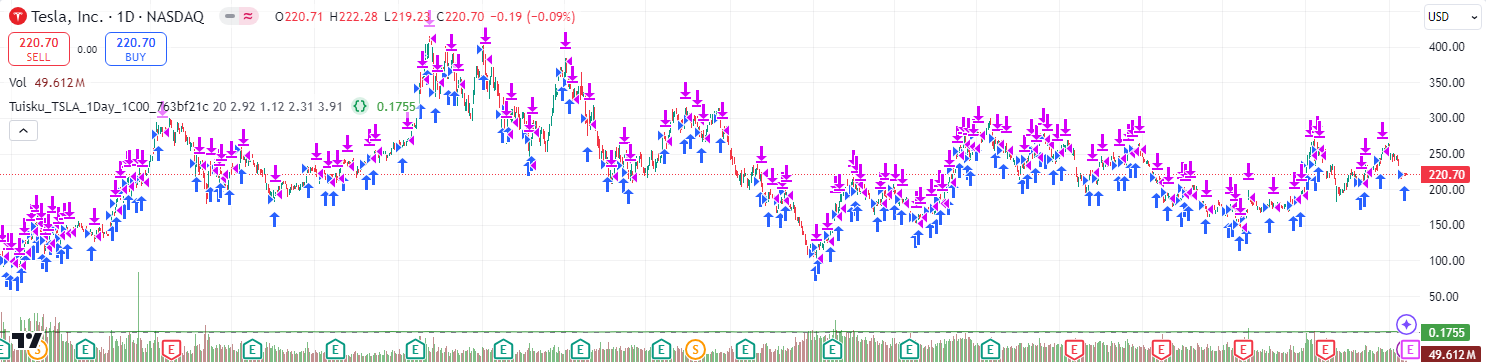 Tesla, Inc. · 1D · NASDAQ O220.71 H222.28 L219.23 C220.70 −0.19 (−0.09%)
USD
220.70
SELL
0.00
220.70
BUY
Vol 49.612M
Tuisku_TSLA_1Day_1C00_763bf21c 20 2.92 1.12 2.31 3.91 {} 0.1755
400.00
350.00
300.00
250.00
220.70
200.00
150.00
100.00
50.00
0.1755
49.612M
E S E E E E E E E E S E E E E E E E E E